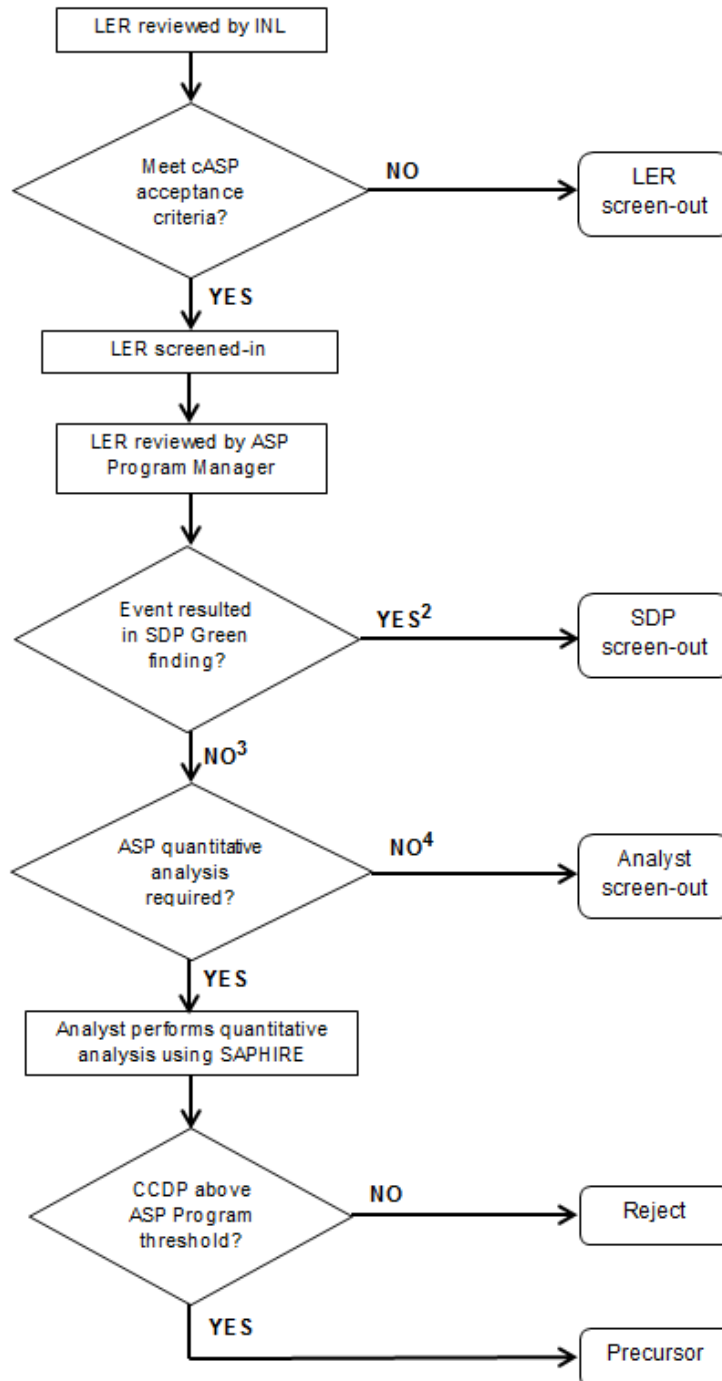 LER reviewed by INL
Meet cASP
acceptance
criteria?
NO
LER
screen-out
YES
LER screened-in
LER reviewed by ASP
Program Manager
Event resulted
in SDP Green
finding?
YES²
SDP
screen-out
NO³
ASP quantitative
analysis
required?
NO⁴
Analyst
screen-out
YES
Analyst performs quantitative
analysis using SAPHIRE
CCDP above
ASP Program
threshold?
NO
Reject
YES
Precursor